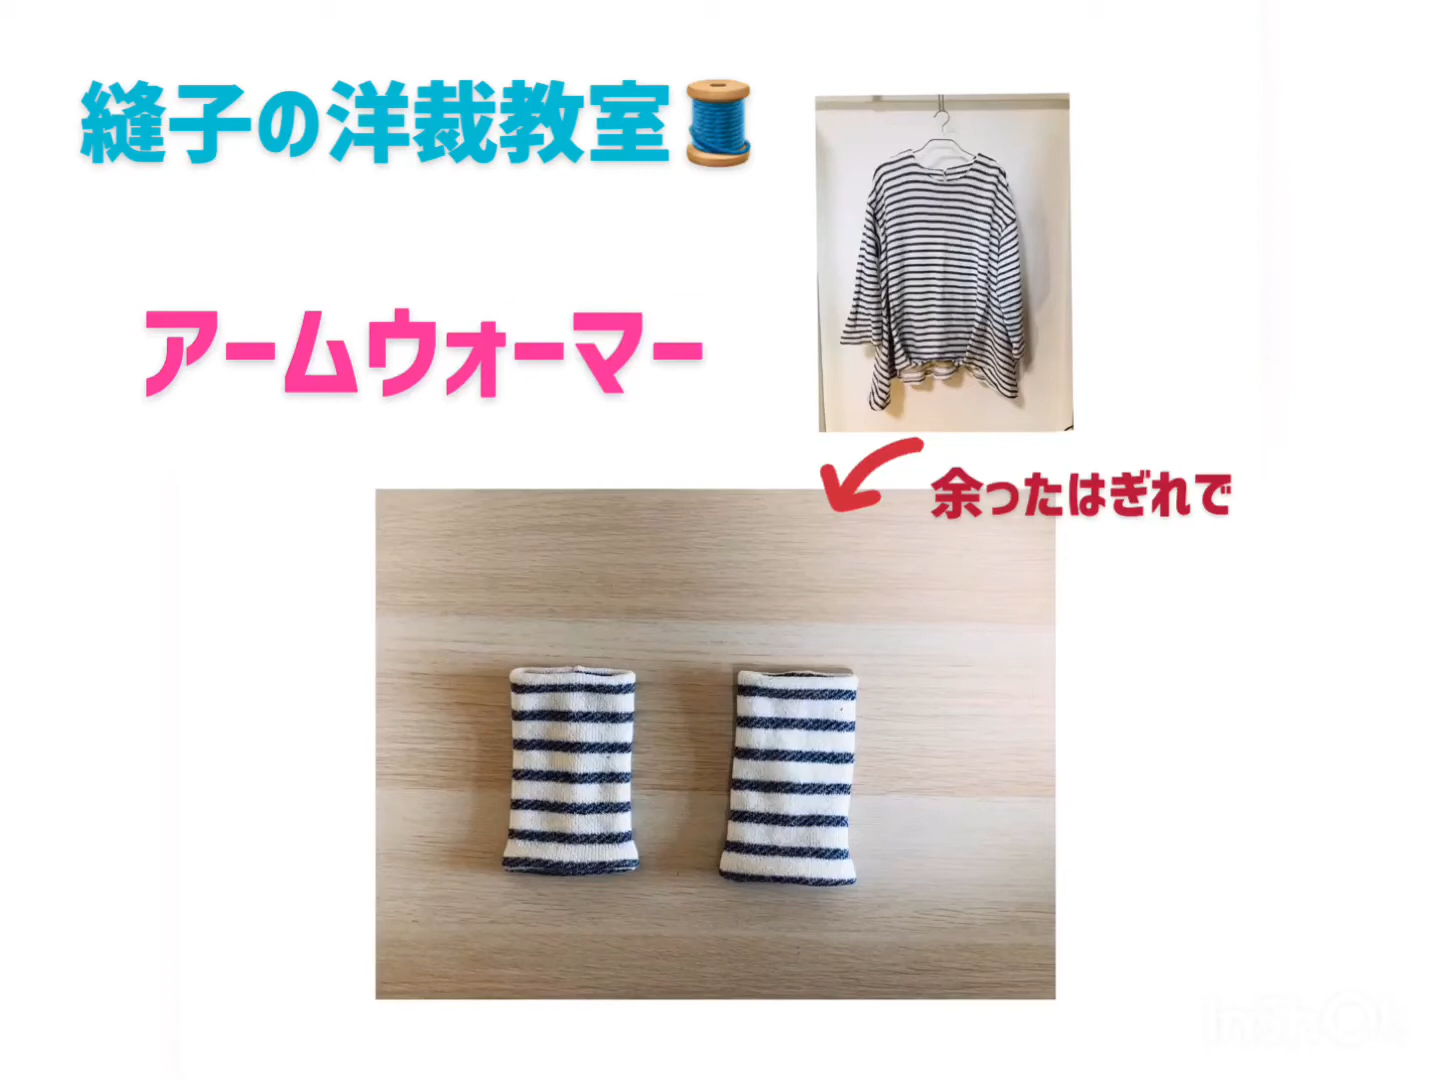 縫子の洋裁教室
アームウォーマー
余ったはぎれで